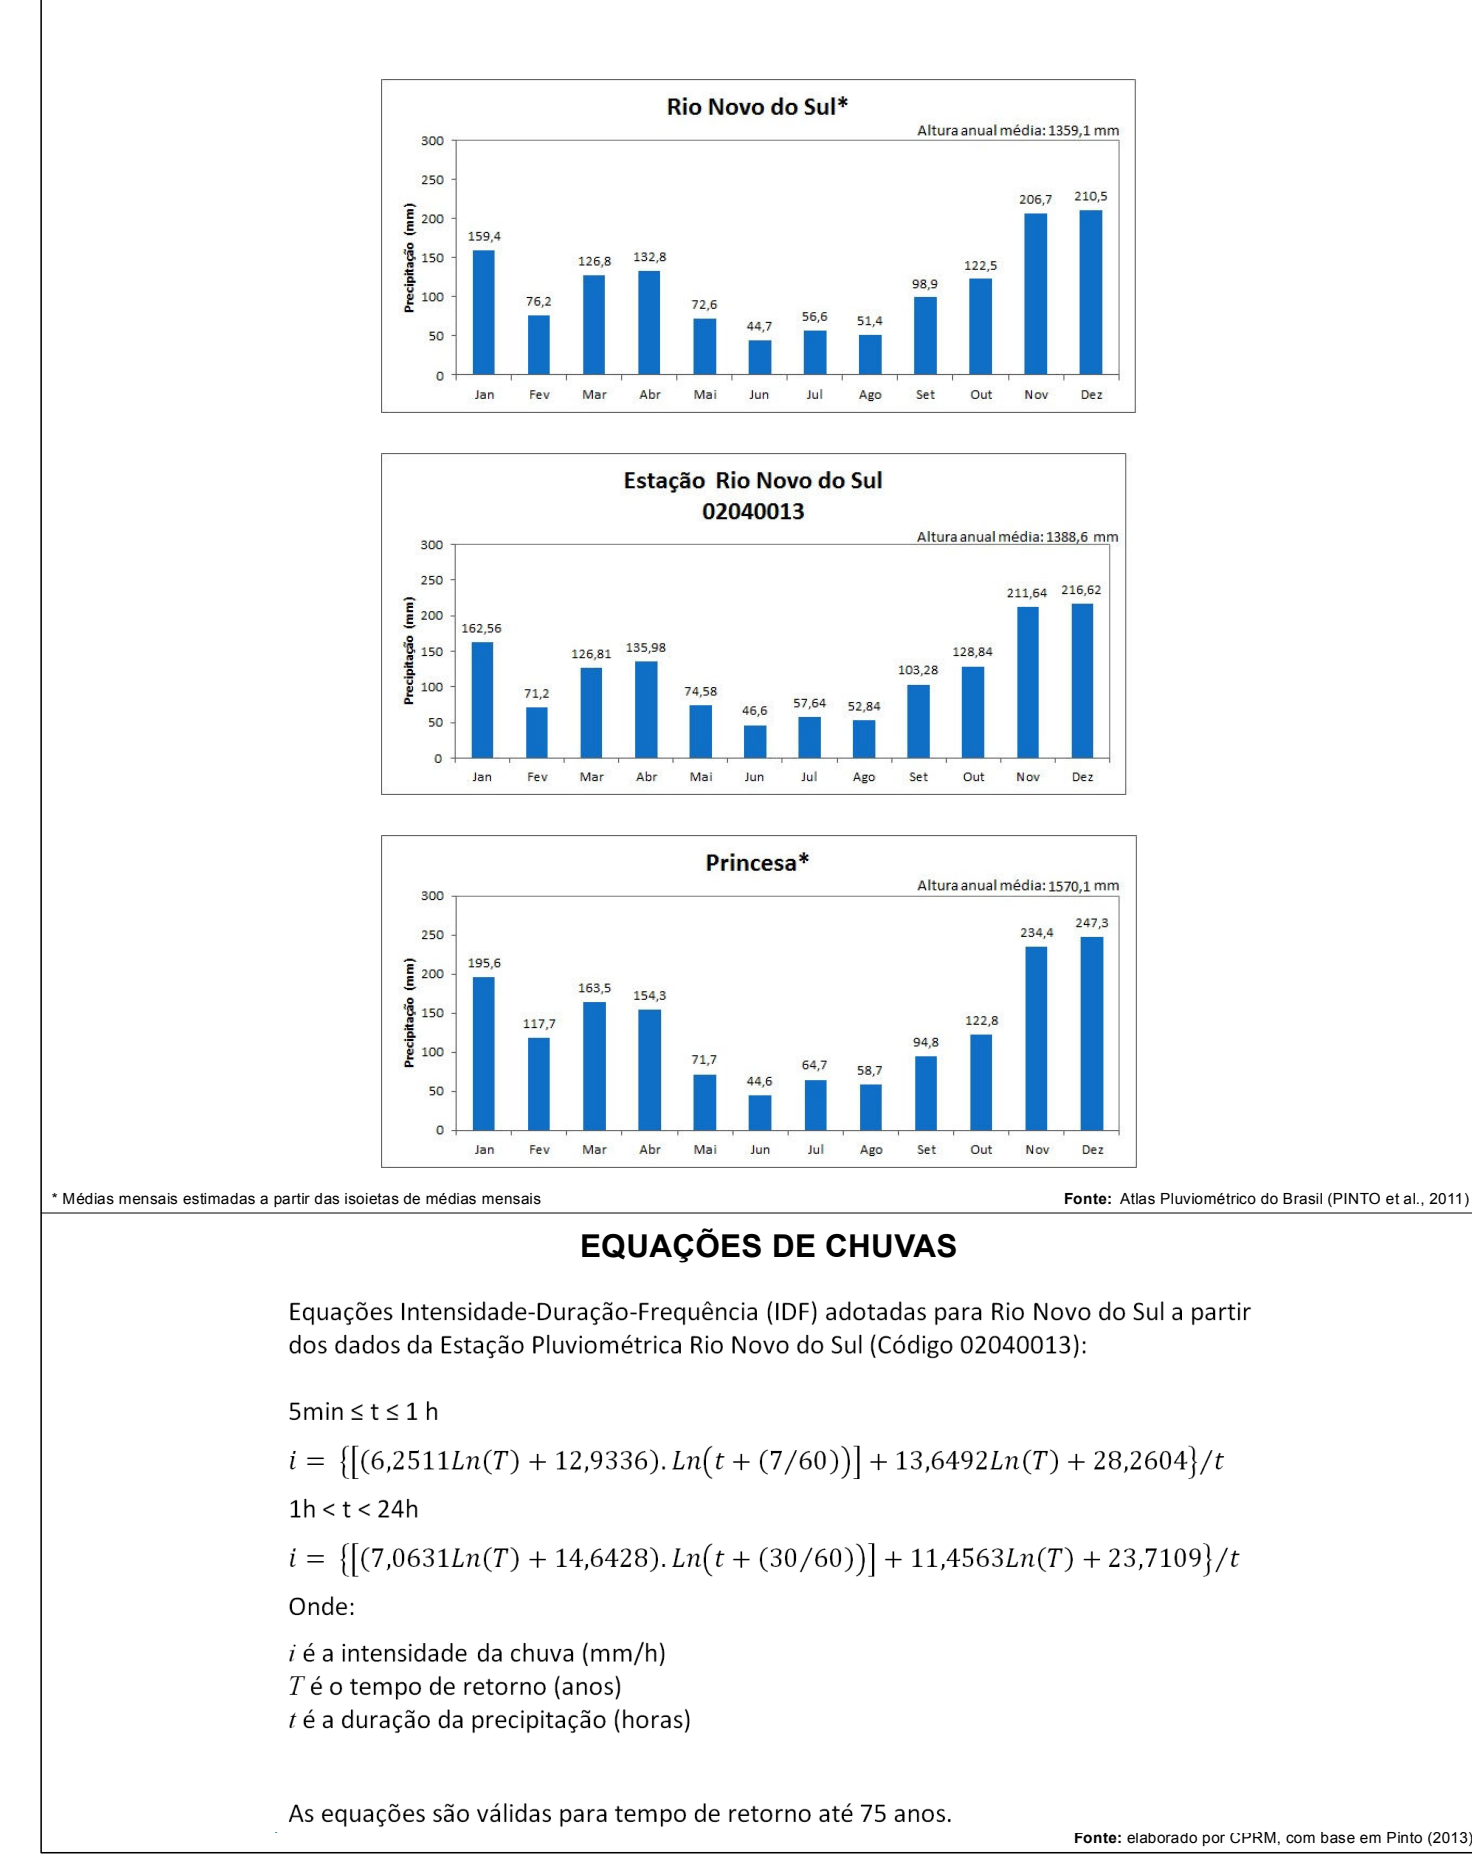 Rio Novo do Sul*
Altura anual média: 1359,1 mm
Precipitação (mm)
300
250
200
150
100
50
0
159,4
76,2
126,8
132,8
72,6
44,7
56,6
51,4
98,9
122,5
206,7
210,5
Jan Fev Mar Abr Mai Jun Jul Ago Set Out Nov Dez
Estação Rio Novo do Sul
02040013
Altura anual média: 1388,6 mm
Precipitação (mm)
300
250
200
150
100
50
0
162,56
71,2
126,81
135,98
74,58
46,6
57,64
52,84
103,28
128,84
211,64
216,62
Jan Fev Mar Abr Mai Jun Jul Ago Set Out Nov Dez
Princesa*
Altura anual média: 1570,1 mm
Precipitação (mm)
300
250
200
150
100
50
0
195,6
117,7
163,5
154,3
71,7
44,6
64,7
58,7
94,8
122,8
234,4
247,3
Jan Fev Mar Abr Mai Jun Jul Ago Set Out Nov Dez
* Médias mensais estimadas a partir das isoietas de médias mensais
Fonte: Atlas Pluviométrico do Brasil (PINTO et al., 2011)
EQUAÇÕES DE CHUVAS
Equações Intensidade-Duração-Frequência (IDF) adotadas para Rio Novo do Sul a partir
dos dados da Estação Pluviométrica Rio Novo do Sul (Código 02040013):
5min ≤ t ≤ 1 h
i = {[(6,2511Ln(T) + 12,9336). Ln(t + (7/60))] + 13,6492Ln(T) + 28,2604}/t
1h < t < 24h
i = {[(7,0631Ln(T) + 14,6428). Ln(t + (30/60))] + 11,4563Ln(T) + 23,7109}/t
Onde:
i é a intensidade da chuva (mm/h)
T é o tempo de retorno (anos)
t é a duração da precipitação (horas)
As equações são válidas para tempo de retorno até 75 anos.
Fonte: elaborado por CPRM, com base em Pinto (2013)